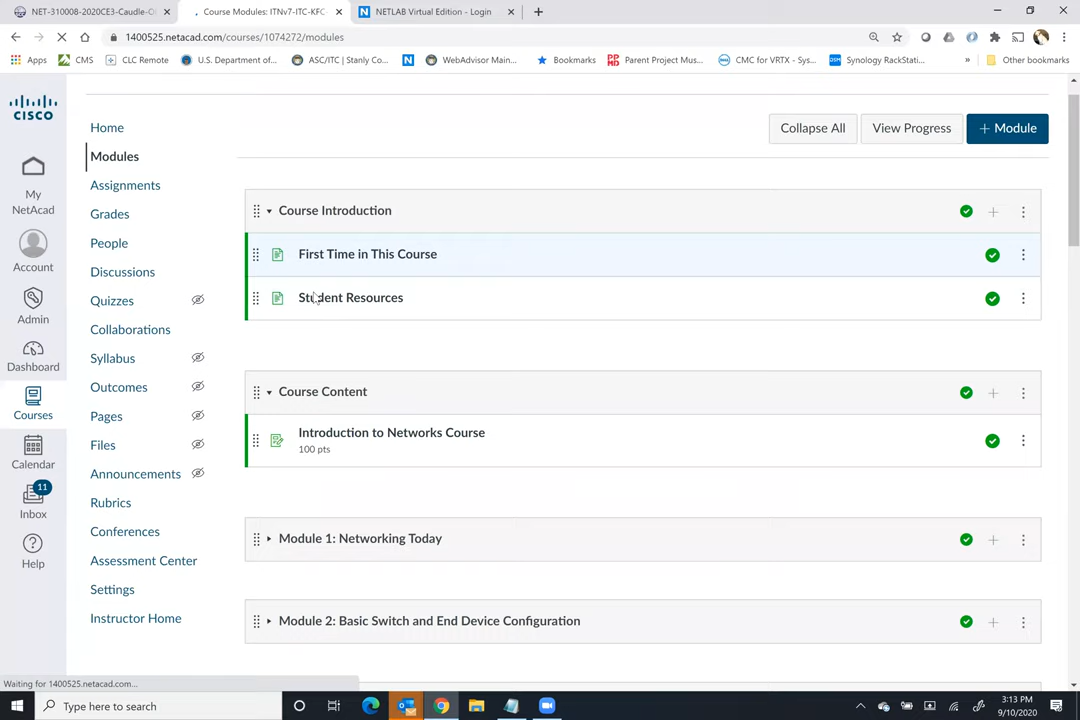 NET-310008-2020CE3-Caudle-O
Course Modules: ITNv7-ITC-KFC-
NETLAB Virtual Edition - Login
1400525.netacad.com/courses/1074272/modules
Apps
CMS
CLC Remote
U.S. Department of...
ASC/ITC | Stanly Co...
WebAdvisor Main...
Bookmarks
Parent Project Mus...
CMC for VRTX - Sys...
Synology RackStati...
»
Other bookmarks
CISCO
My
NetAcad
Account
Admin
Dashboard
Courses
Calendar
11
Inbox
Help
Home
Modules
Assignments
Grades
People
Discussions
Quizzes
Collaborations
Syllabus
Outcomes
Pages
Files
Announcements
Rubrics
Conferences
Assessment Center
Settings
Instructor Home
Collapse All
View Progress
+ Module
Course Introduction
First Time in This Course
Student Resources
Course Content
Introduction to Networks Course
100 pts
Module 1: Networking Today
Module 2: Basic Switch and End Device Configuration
Waiting for 1400525.netacad.com...
Type here to search
3:13 PM
9/10/2020